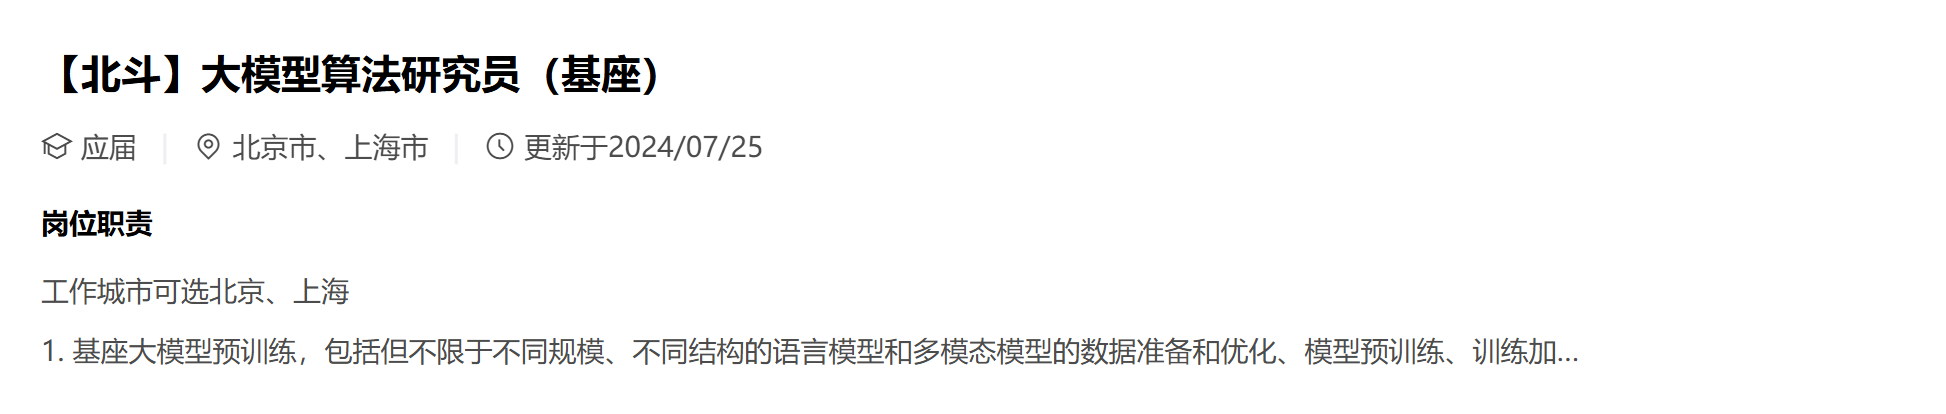 【北斗】大模型算法研究员（基座）
应届 北京市、上海市 更新于2024/07/25
岗位职责
工作城市可选北京、上海
1. 基座大模型预训练，包括但不限于不同规模、不同结构的语言模型和多模态模型的数据准备和优化、模型预训练、训练加...